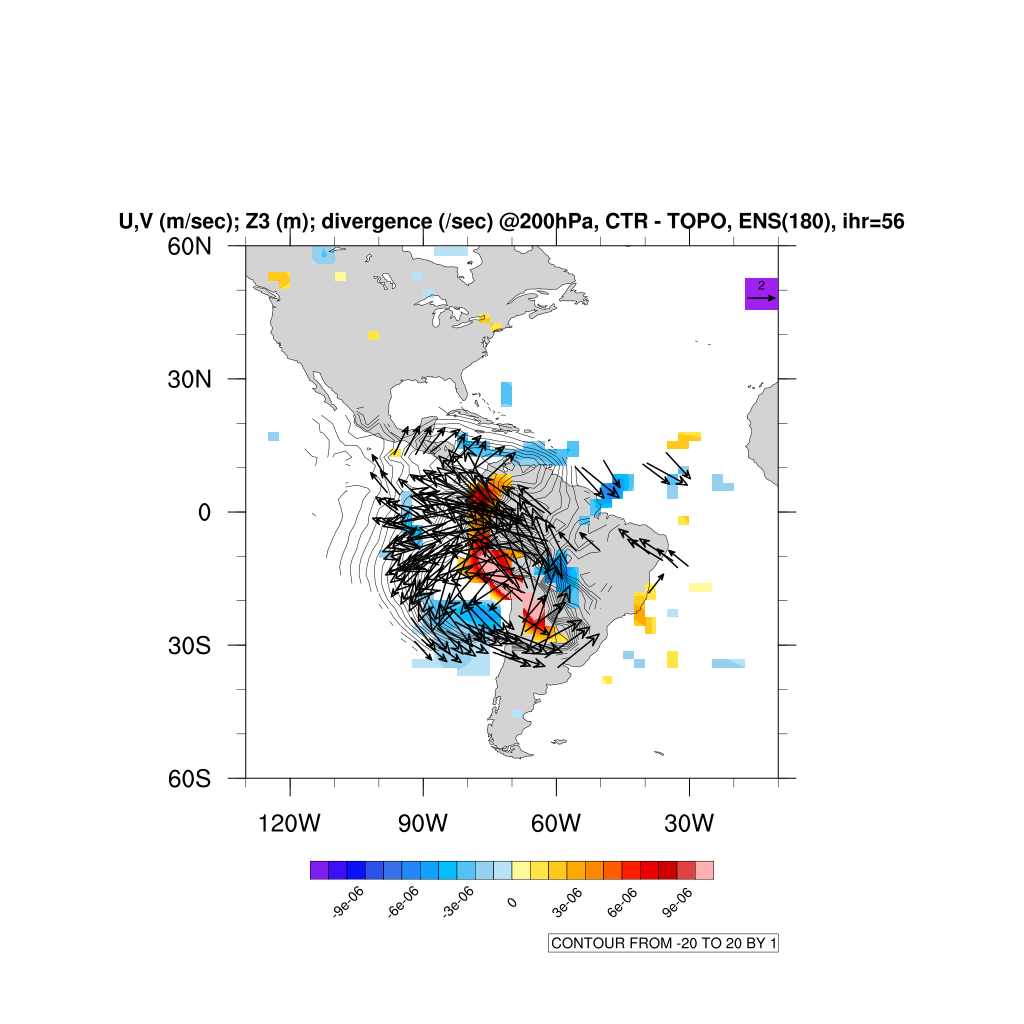 U,V (m/sec); Z3 (m); divergence (/sec) @200hPa, CTR - TOPO, ENS(180), ihr=56
60N
2
30N
0
30S
60S
120W 90W 60W 30W
-9e-06 -6e-06 -3e-06 0 3e-06 6e-06 9e-06
CONTOUR FROM -20 TO 20 BY 1